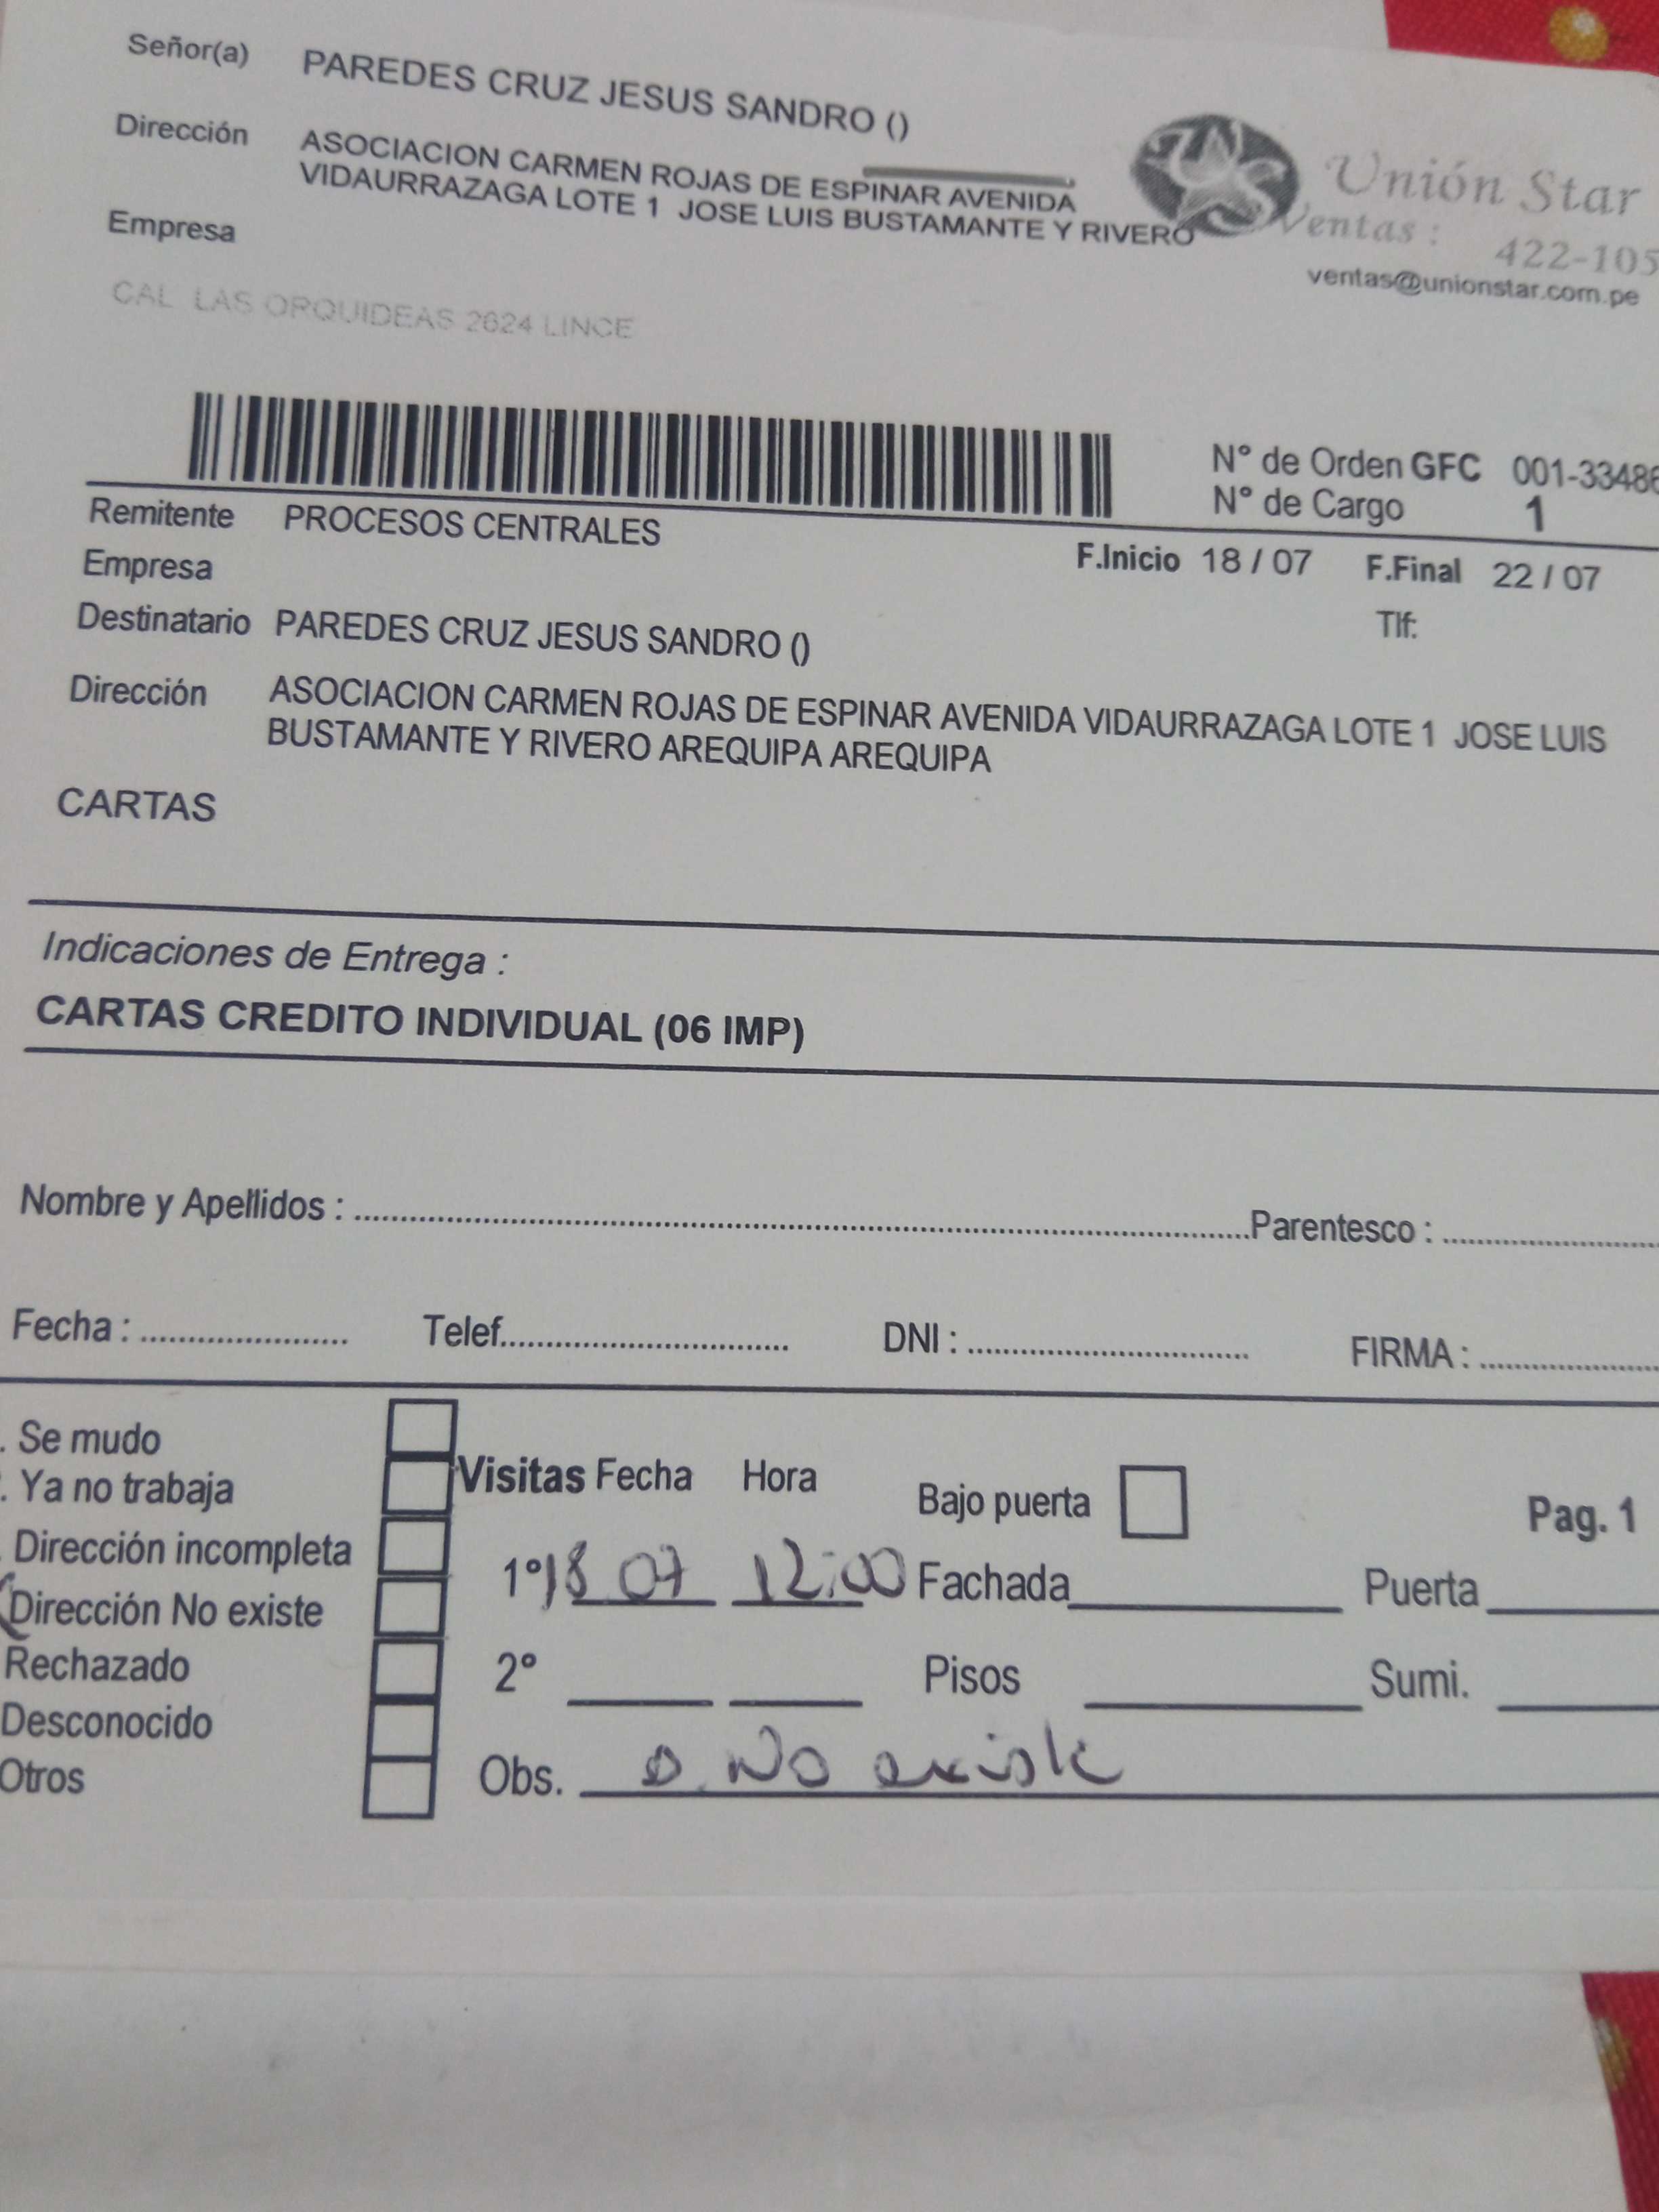 Señor(a) PAREDES CRUZ JESUS SANDRO ()
Dirección ASOCIACION CARMEN ROJAS DE ESPINAR AVENIDA
VIDAURRAZAGA LOTE 1 JOSE LUIS BUSTAMANTE Y RIVERO
Unión Star
Ventas : 422-105
ventas@unionstar.com.pe
Empresa
CAL LAS ORQUIDEAS 2624 LINCE
N° de Orden GFC 001-33486
N° de Cargo 1
Remitente PROCESOS CENTRALES
F.Inicio 18 / 07 F.Final 22 / 07
Empresa
Tlf:
Destinatario PAREDES CRUZ JESUS SANDRO ()
Dirección ASOCIACION CARMEN ROJAS DE ESPINAR AVENIDA VIDAURRAZAGA LOTE 1 JOSE LUIS
BUSTAMANTE Y RIVERO AREQUIPA AREQUIPA
CARTAS
Indicaciones de Entrega :
CARTAS CREDITO INDIVIDUAL (06 IMP)
Nombre y Apellidos : Parentesco :
Fecha : Telef. DNI : FIRMA :
. Se mudo
. Ya no trabaja
. Dirección incompleta
Dirección No existe
Rechazado
Desconocido
Otros
Visitas Fecha Hora
1° 18 07 12:00
2°
Bajo puerta
Pag. 1
Fachada Puerta
Pisos Sumi.
Obs. D. No existe